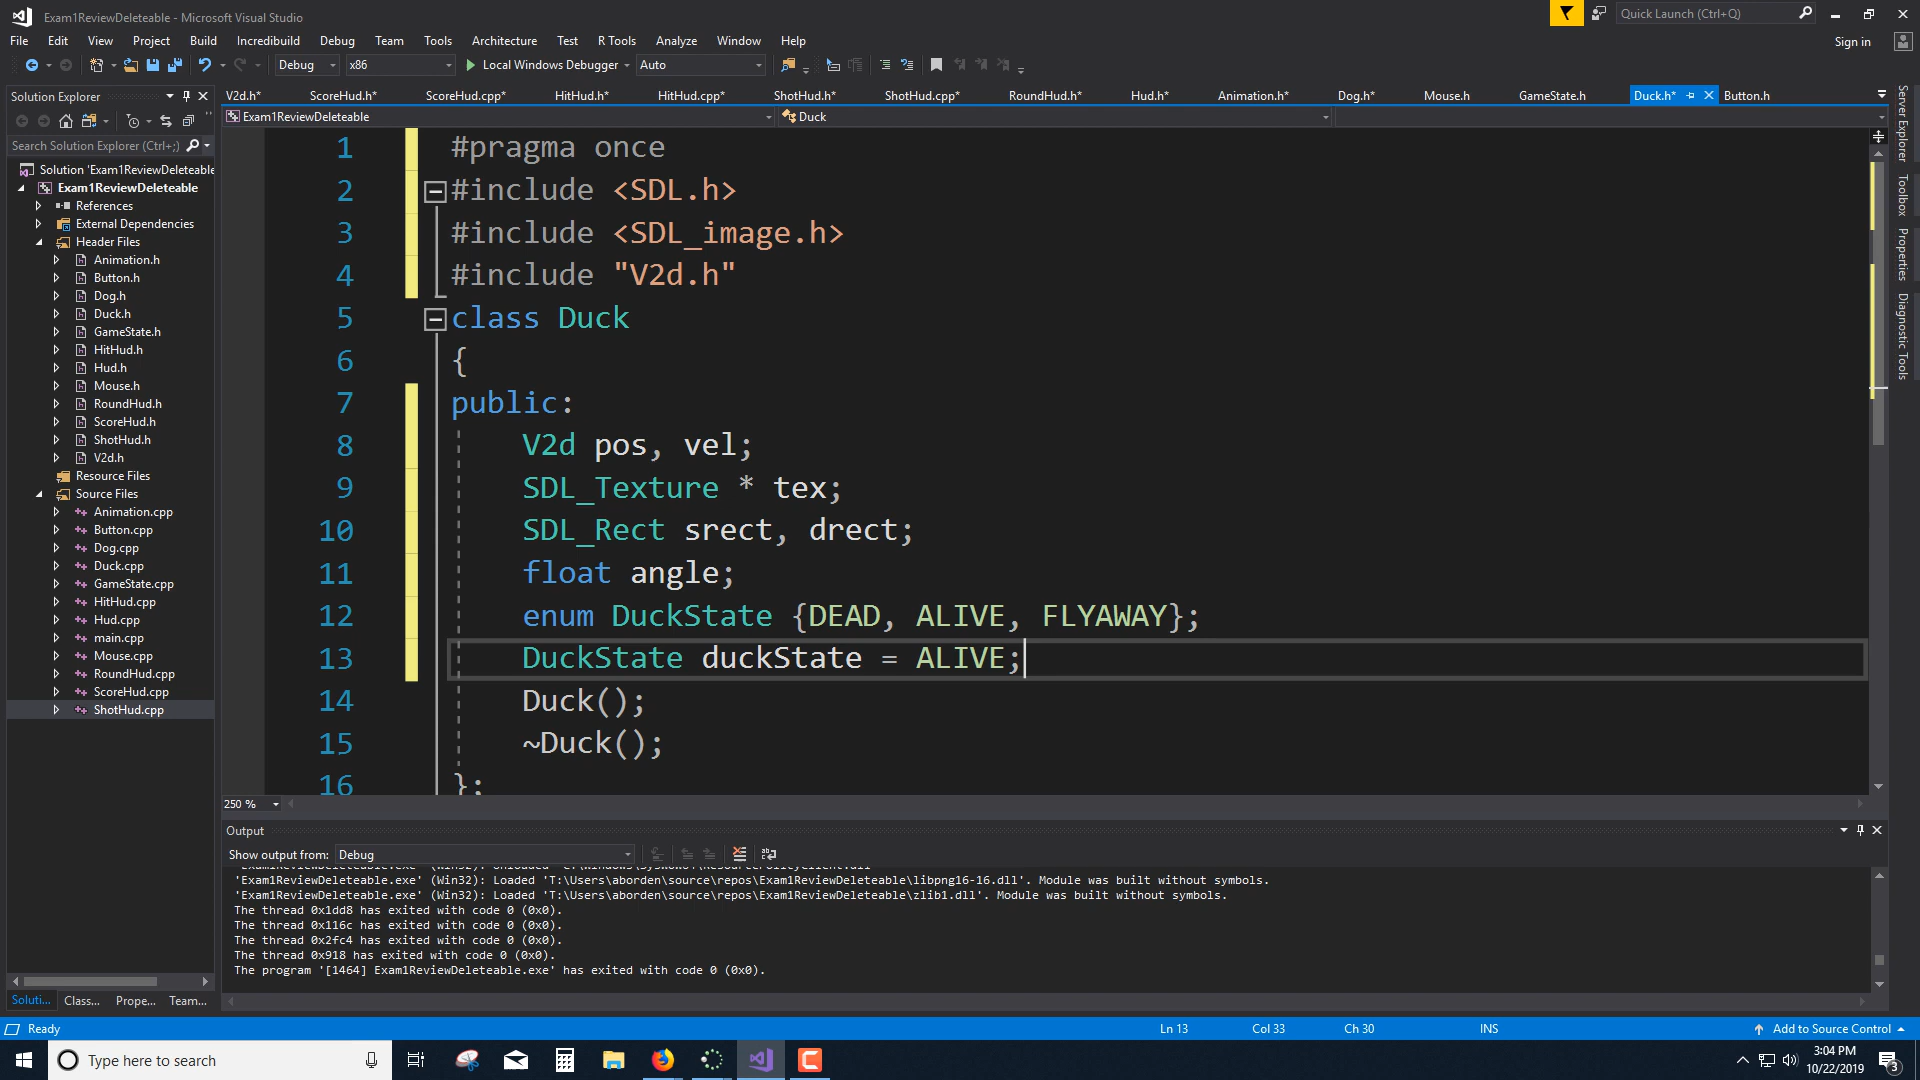 Exam1ReviewDeleteable - Microsoft Visual Studio
Quick Launch (Ctrl+Q)
File Edit View Project Build Incredibuild Debug Team Tools Architecture Test R Tools Analyze Window Help
Sign in
Debug x86 Local Windows Debugger Auto
Solution Explorer
V2d.h* ScoreHud.h* ScoreHud.cpp* HitHud.h* HitHud.cpp* ShotHud.h* ShotHud.cpp* RoundHud.h* Hud.h* Animation.h* Dog.h* Mouse.h GameState.h Duck.h* Button.h
Exam1ReviewDeleteable Duck
Search Solution Explorer (Ctrl+;)
Solution 'Exam1ReviewDeleteable
Exam1ReviewDeleteable
References
External Dependencies
Header Files
Animation.h
Button.h
Dog.h
Duck.h
GameState.h
HitHud.h
Hud.h
Mouse.h
RoundHud.h
ScoreHud.h
ShotHud.h
V2d.h
Resource Files
Source Files
Animation.cpp
Button.cpp
Dog.cpp
Duck.cpp
GameState.cpp
HitHud.cpp
Hud.cpp
main.cpp
Mouse.cpp
RoundHud.cpp
ScoreHud.cpp
ShotHud.cpp
Soluti... Class... Prope... Team...
1 #pragma once
2 #include <SDL.h>
3 #include <SDL_image.h>
4 #include "V2d.h"
5 class Duck
6 {
7 public:
8 V2d pos, vel;
9 SDL_Texture * tex;
10 SDL_Rect srect, drect;
11 float angle;
12 enum DuckState {DEAD, ALIVE, FLYAWAY};
13 DuckState duckState = ALIVE;
14 Duck();
15 ~Duck();
16 };
250 %
Server Explorer
Toolbox
Properties
Diagnostic Tools
Output
Show output from: Debug
'Exam1ReviewDeleteable.exe' (Win32): Loaded 'T:\Users\aborden\source\repos\Exam1ReviewDeleteable\libpng16-16.dll'. Module was built without symbols.
'Exam1ReviewDeleteable.exe' (Win32): Loaded 'T:\Users\aborden\source\repos\Exam1ReviewDeleteable\zlib1.dll'. Module was built without symbols.
The thread 0x1dd8 has exited with code 0 (0x0).
The thread 0x116c has exited with code 0 (0x0).
The thread 0x2fc4 has exited with code 0 (0x0).
The thread 0x918 has exited with code 0 (0x0).
The program '[1464] Exam1ReviewDeleteable.exe' has exited with code 0 (0x0).
Ready Ln 13 Col 33 Ch 30 INS Add to Source Control
Type here to search
3:04 PM
10/22/2019
3